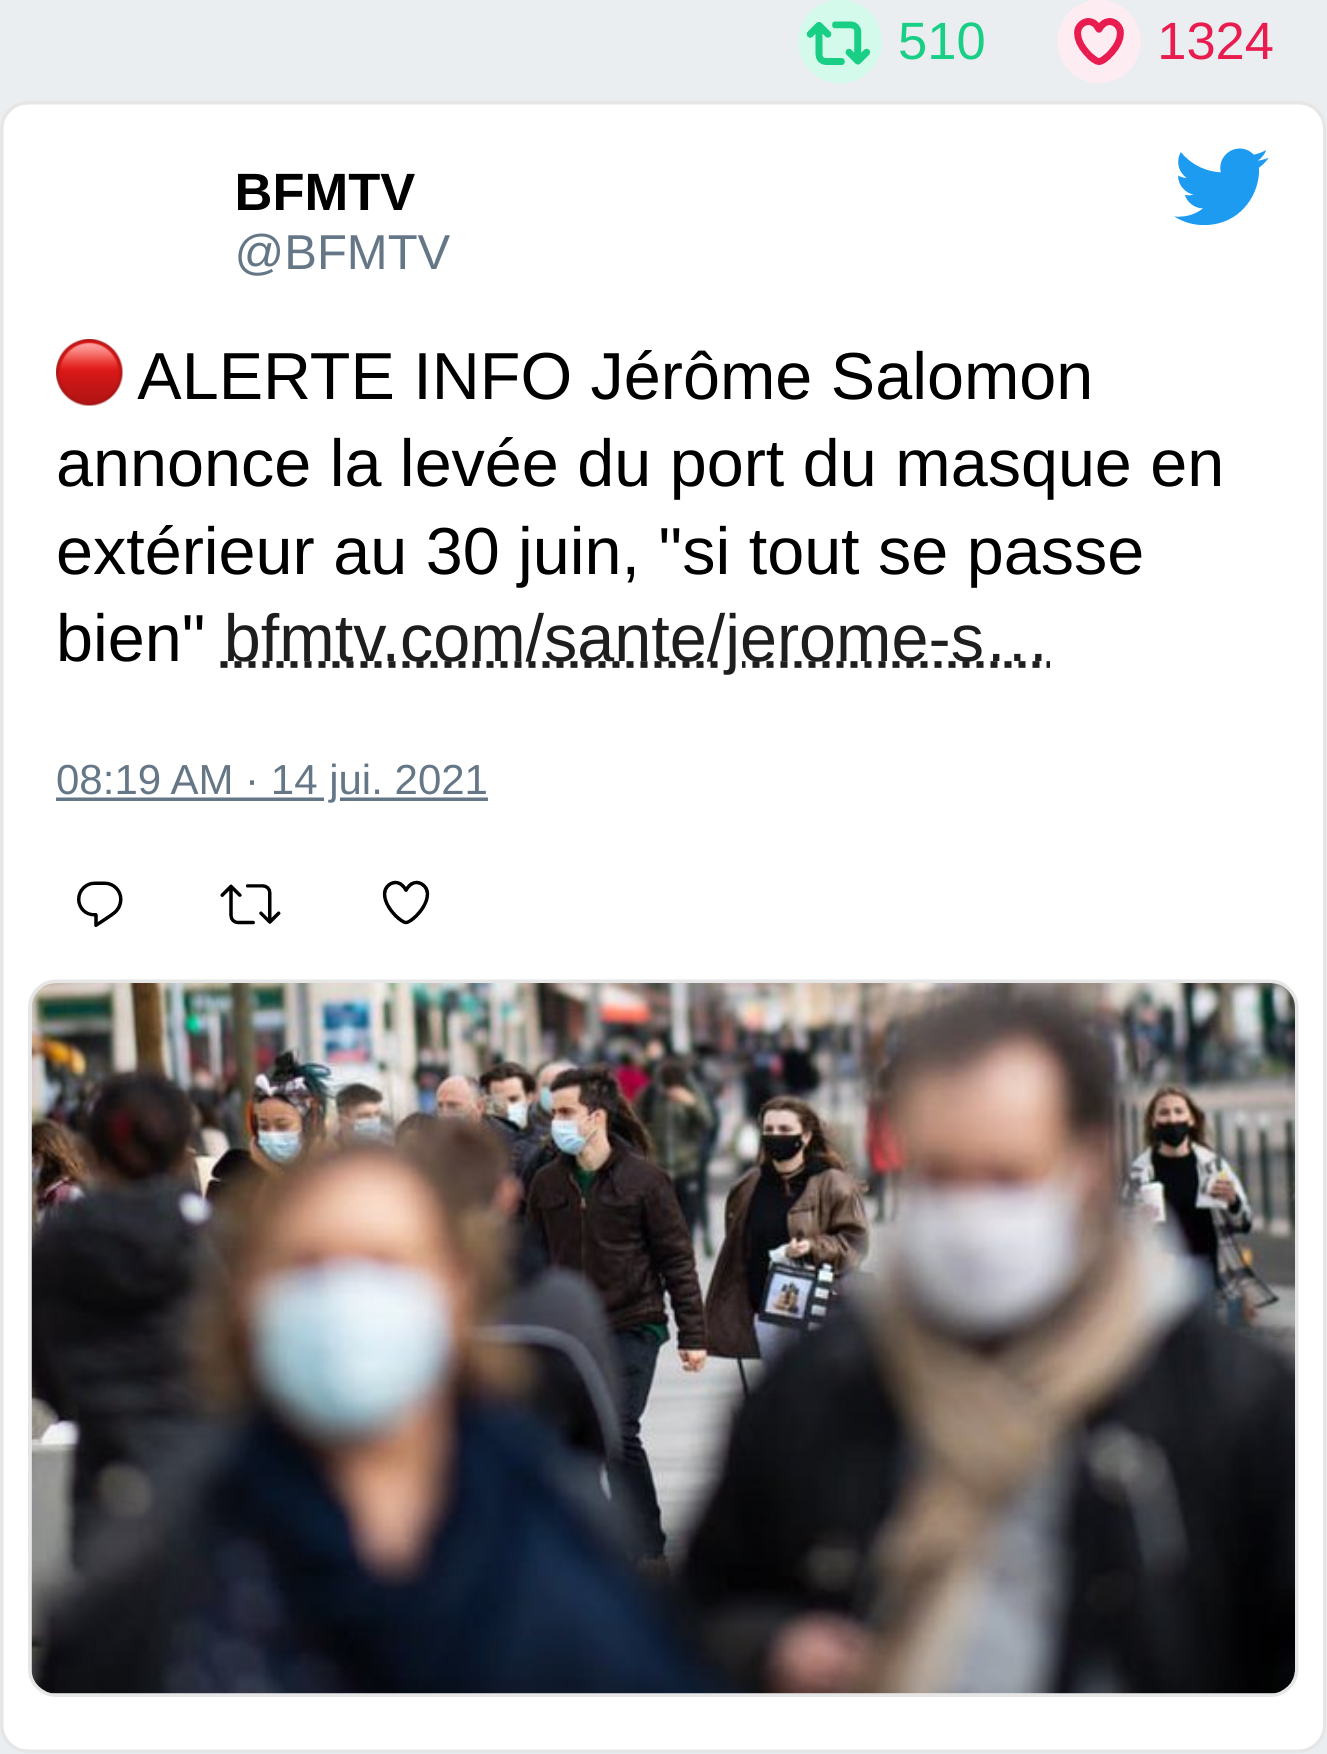 510 1324
BFMTV
@BFMTV
🔴 ALERTE INFO Jérôme Salomon
annonce la levée du port du masque en
extérieur au 30 juin, "si tout se passe
bien" bfmtv.com/sante/jerome-s…
08:19 AM · 14 jui. 2021